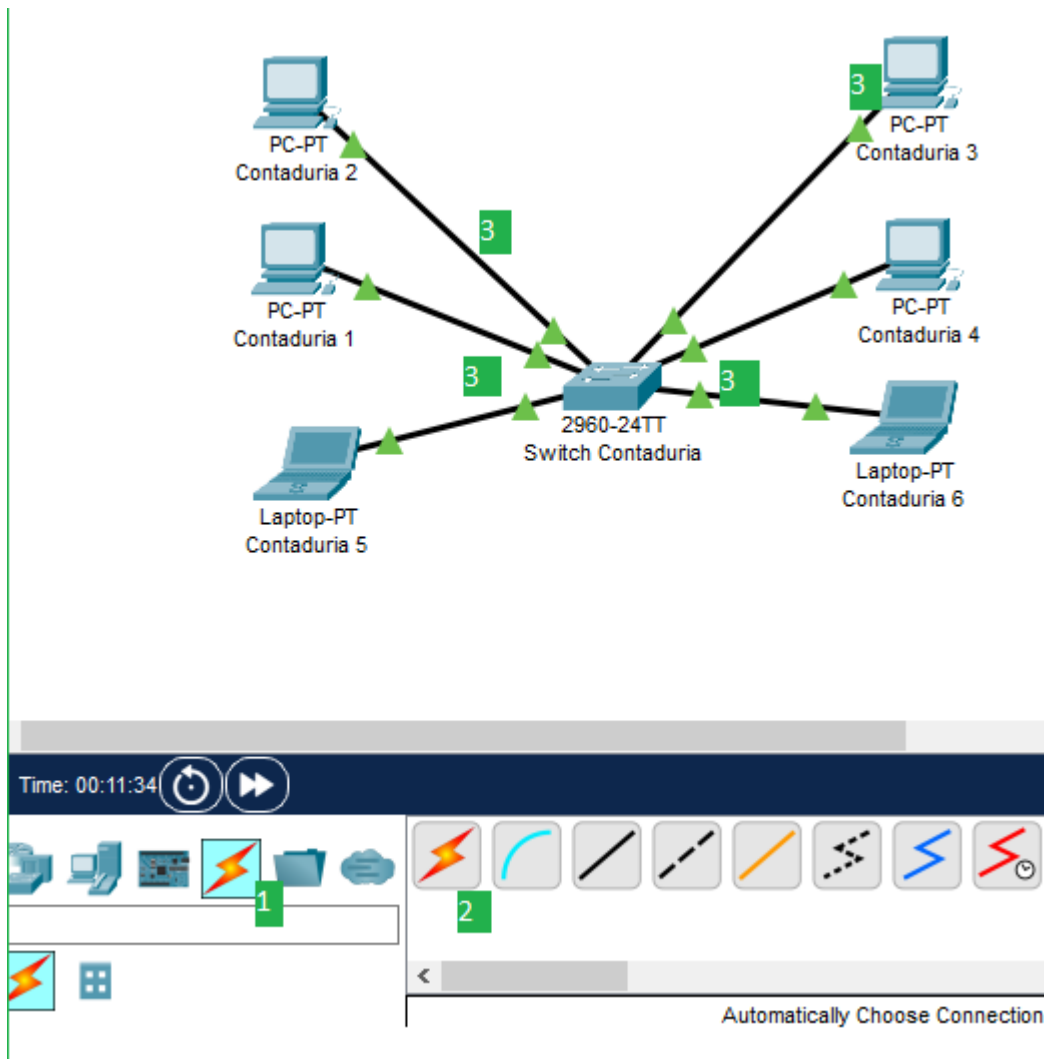 3
PC-PT
Contaduria 2
PC-PT
Contaduria 3
3
PC-PT
Contaduria 1
PC-PT
Contaduria 4
3
3
2960-24TT
Switch Contaduria
Laptop-PT
Contaduria 5
Laptop-PT
Contaduria 6
Time: 00:11:34
1
2
<
Automatically Choose Connection